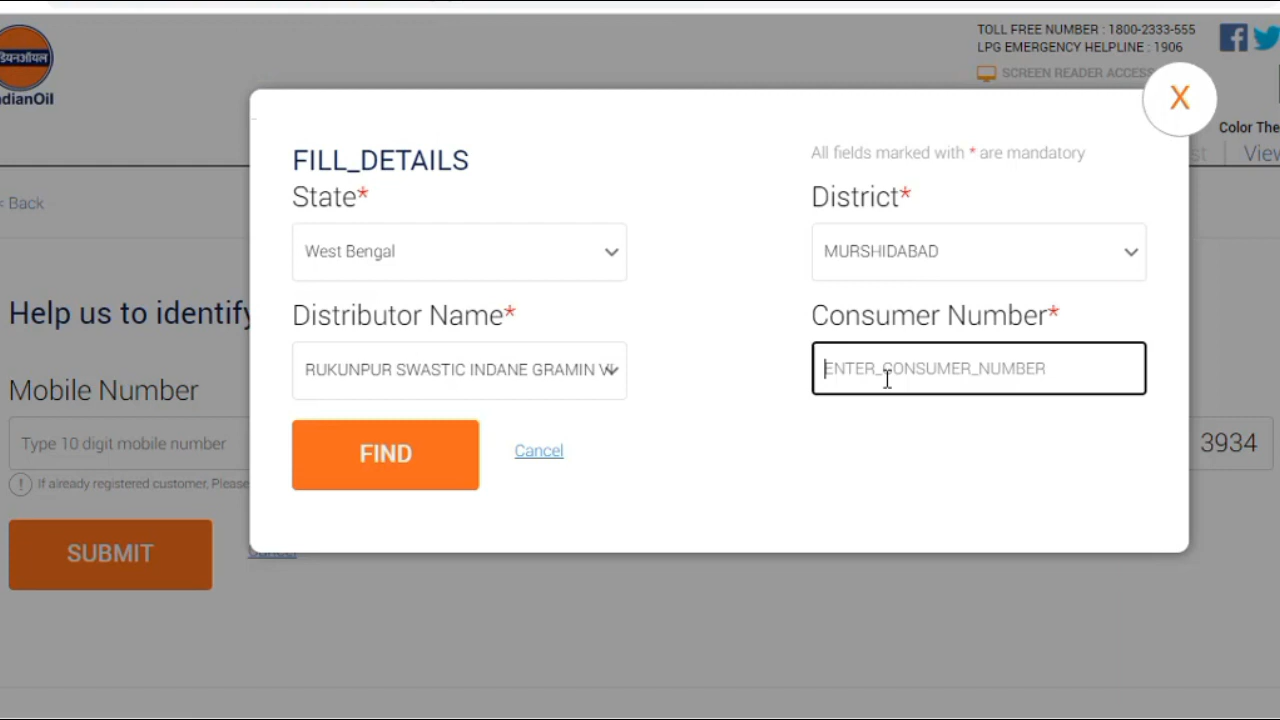 TOLL FREE NUMBER : 1800-2333-555
LPG EMERGENCY HELPLINE : 1906
SCREEN READER ACCESS
डियनऑयल
ndianOil
X
Color The
st | View
< Back
FILL_DETAILS
All fields marked with * are mandatory
State*
District*
West Bengal
MURSHIDABAD
Help us to identify
Distributor Name*
Consumer Number*
RUKUNPUR SWASTIC INDANE GRAMIN
ENTER_CONSUMER_NUMBER
Mobile Number
Type 10 digit mobile number
3934
FIND
Cancel
! If already registered customer, Please
SUBMIT
Cancel